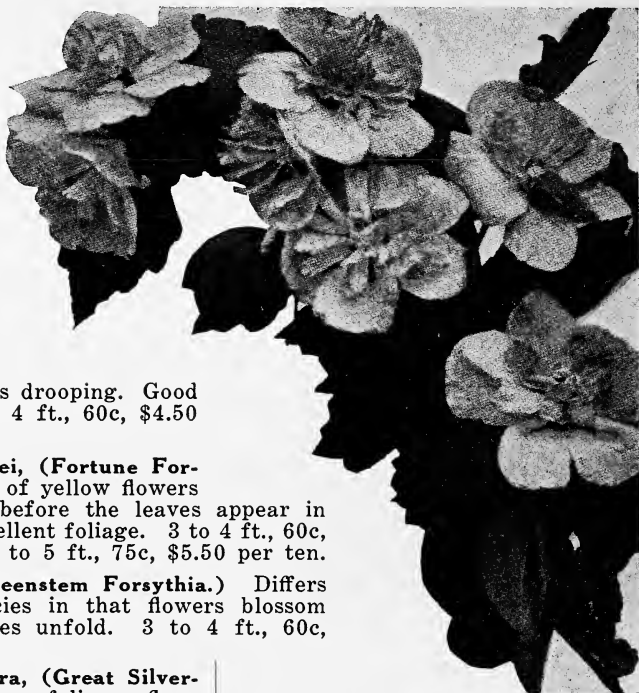 s drooping. Good
4 ft., 60c, $4.50
ei, (Fortune For-
of yellow flowers
before the leaves appear in
ellent foliage. 3 to 4 ft., 60c,
to 5 ft., 75c, $5.50 per ten.
eenstem Forsythia.) Differs
cies in that flowers blossom
es unfold. 3 to 4 ft., 60c,
ra, (Great Silver-